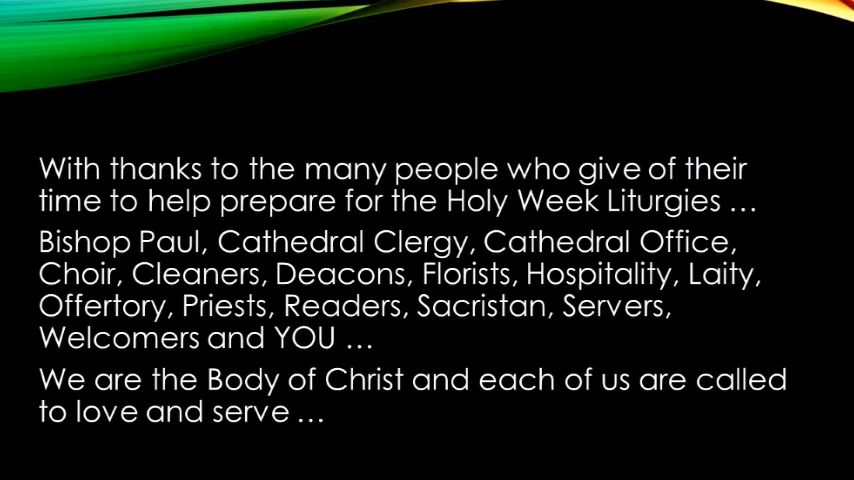 With thanks to the many people who give of their
time to help prepare for the Holy Week Liturgies …
Bishop Paul, Cathedral Clergy, Cathedral Office,
Choir, Cleaners, Deacons, Florists, Hospitality, Laity,
Offertory, Priests, Readers, Sacristan, Servers,
Welcomers and YOU …
We are the Body of Christ and each of us are called
to love and serve …